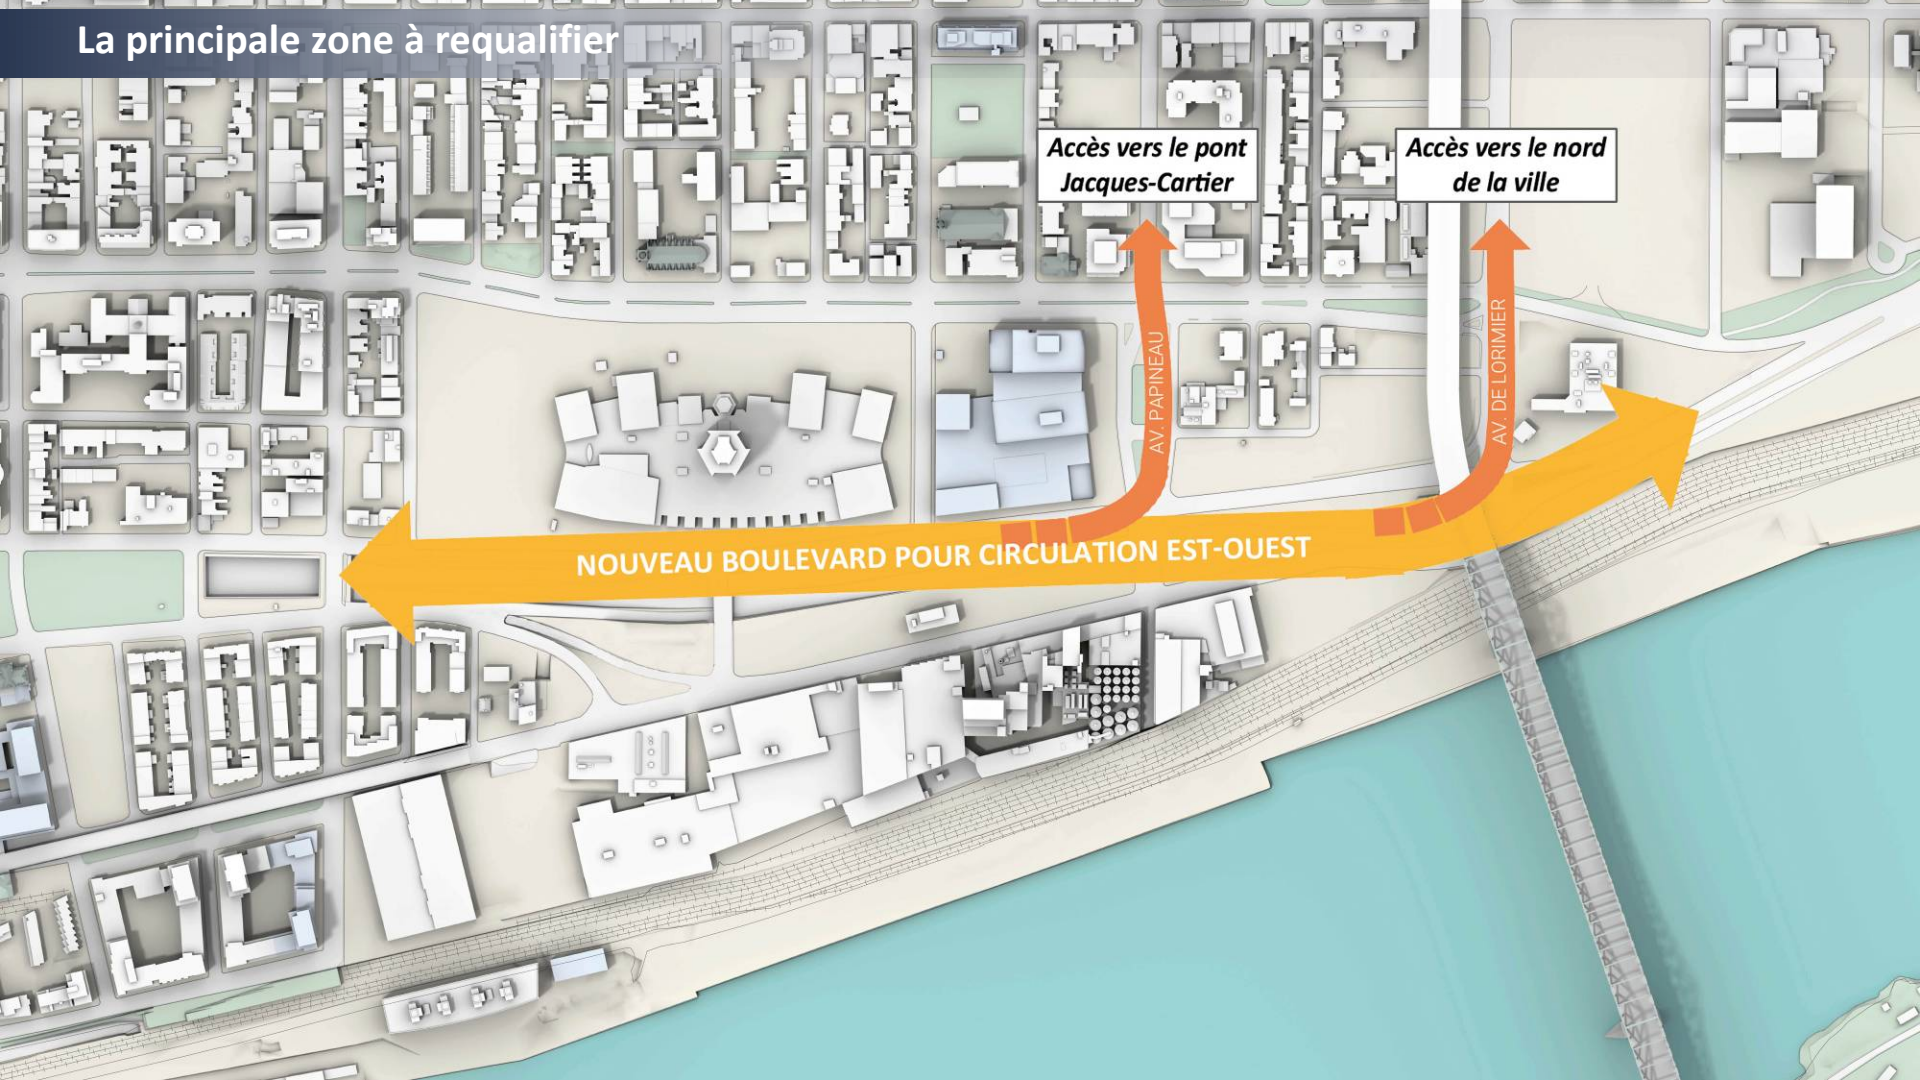 La principale zone à requalifier
Accès vers le pont
Jacques-Cartier
Accès vers le nord
de la ville
AV. PAPINEAU
AV. DE LORIMIER
NOUVEAU BOULEVARD POUR CIRCULATION EST-OUEST